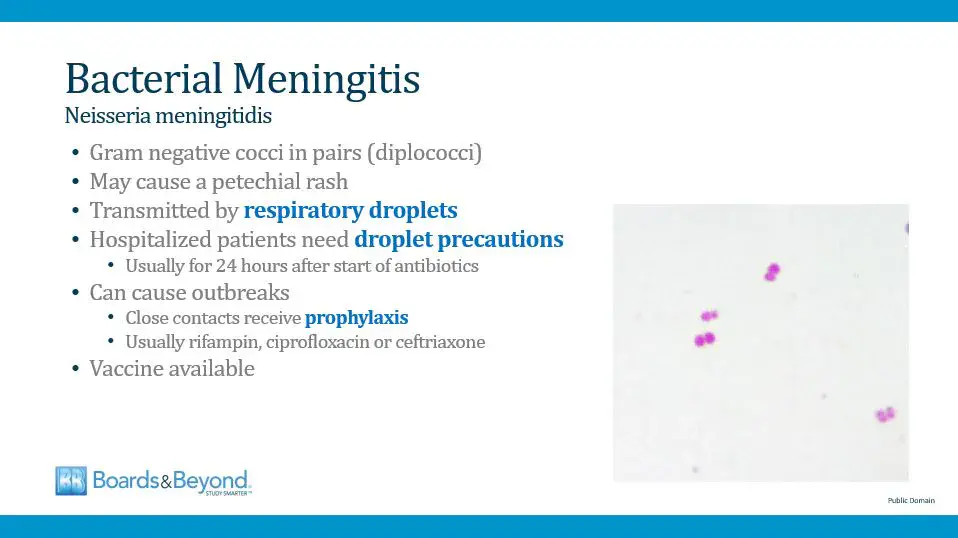 Bacterial Meningitis
Neisseria meningitidis
• Gram negative cocci in pairs (diplococci)
• May cause a petechial rash
• Transmitted by respiratory droplets
• Hospitalized patients need droplet precautions
• Usually for 24 hours after start of antibiotics
• Can cause outbreaks
• Close contacts receive prophylaxis
• Usually rifampin, ciprofloxacin or ceftriaxone
• Vaccine available
BB Boards&Beyond.
STUDY SMARTER™
Public Domain